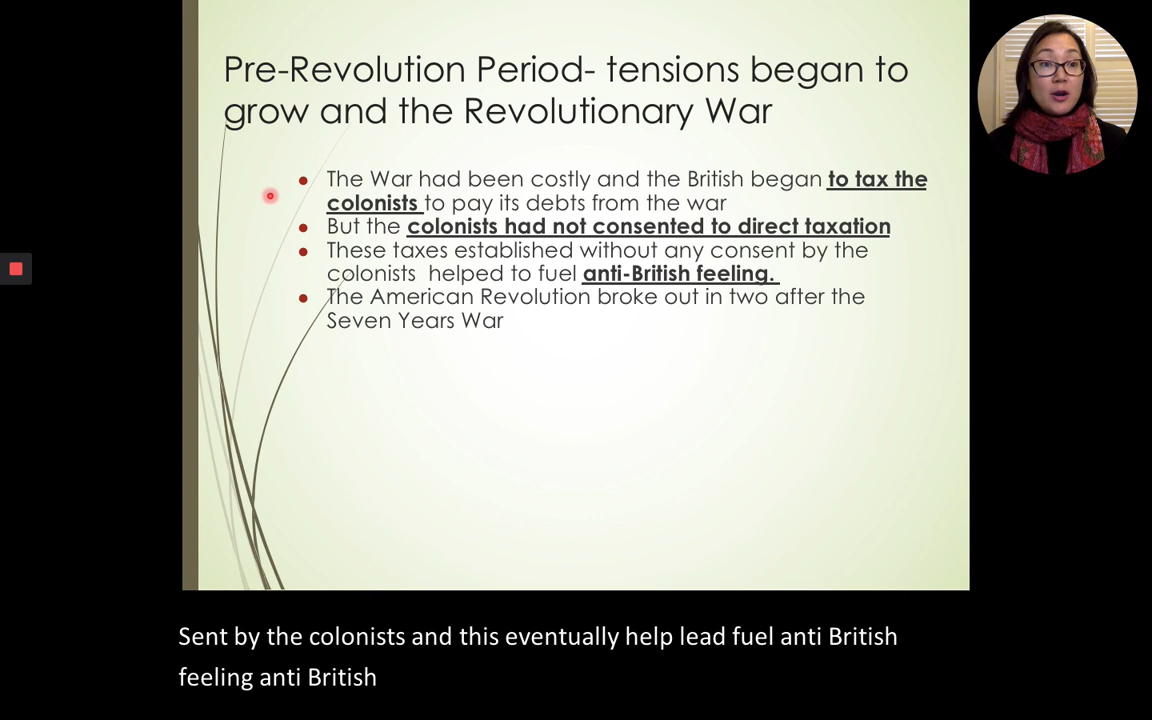 Pre-Revolution Period- tensions began to
grow and the Revolutionary War
The War had been costly and the British began to tax the
colonists to pay its debts from the war
But the colonists had not consented to direct taxation
These taxes established without any consent by the
colonists helped to fuel anti-British feeling.
The American Revolution broke out in two after the
Seven Years War
Sent by the colonists and this eventually help lead fuel anti British
feeling anti British